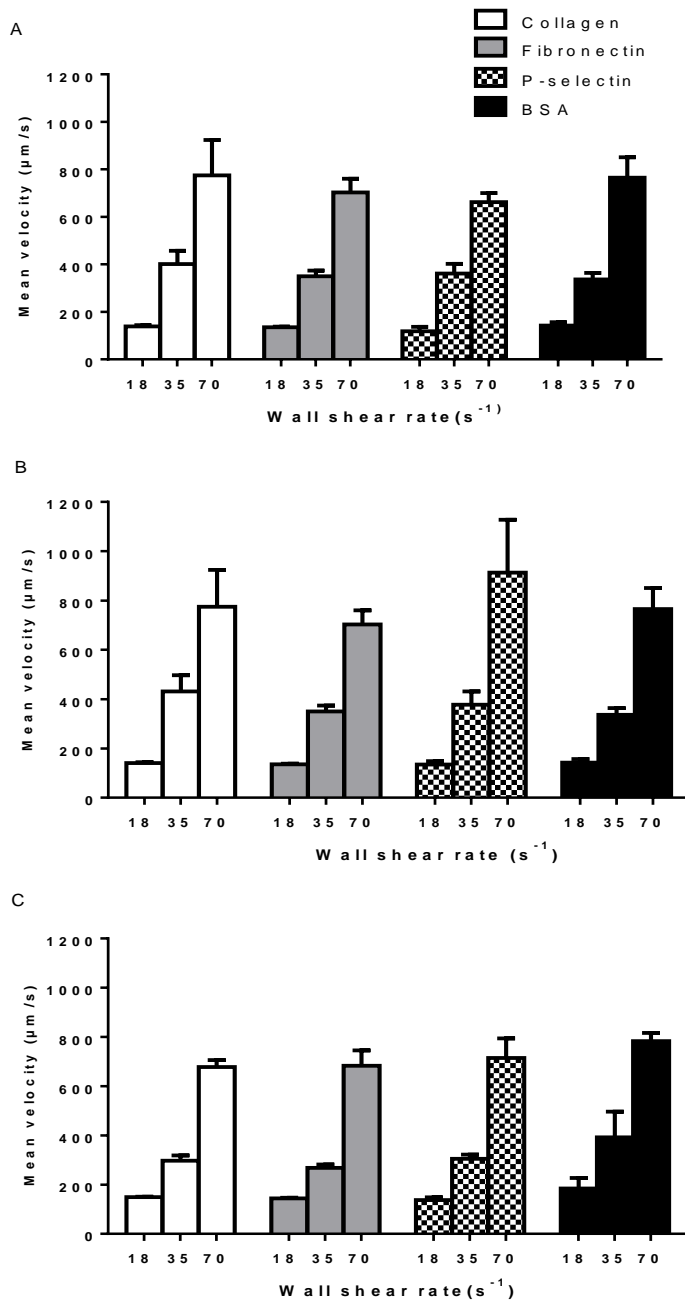 A
Collagen
Fibronectin
P-selectin
BSA
1200
1000
800
600
400
200
0
Mean velocity (µm/s)
18 35 70 18 35 70 18 35 70 18 35 70
Wall shear rate(s⁻¹)
B
1200
1000
800
600
400
200
0
Mean velocity (µm/s)
18 35 70 18 35 70 18 35 70 18 35 70
Wall shear rate (s⁻¹)
C
1200
1000
800
600
400
200
0
Mean velocity (µm/s)
18 35 70 18 35 70 18 35 70 18 35 70
Wall shear rate(s⁻¹)